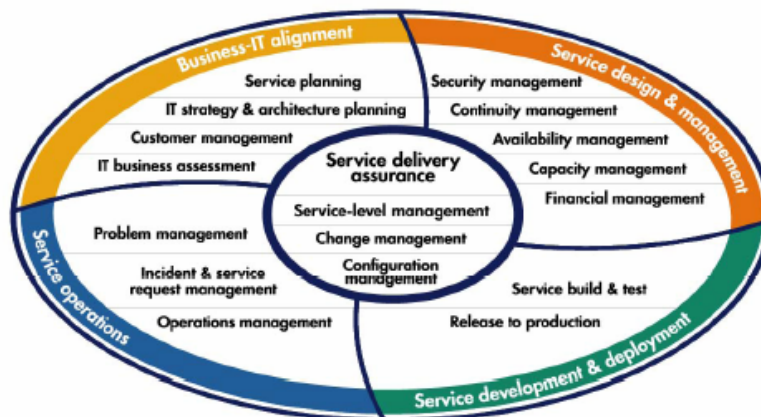 Business-IT alignment
Service planning
IT strategy & architecture planning
Customer management
IT business assessment
Service design & management
Security management
Continuity management
Availability management
Capacity management
Financial management
Service delivery
assurance
Service-level management
Change management
Configuration
management
Service operations
Problem management
Incident & service
request management
Operations management
Service build & test
Release to production
Service development & deployment